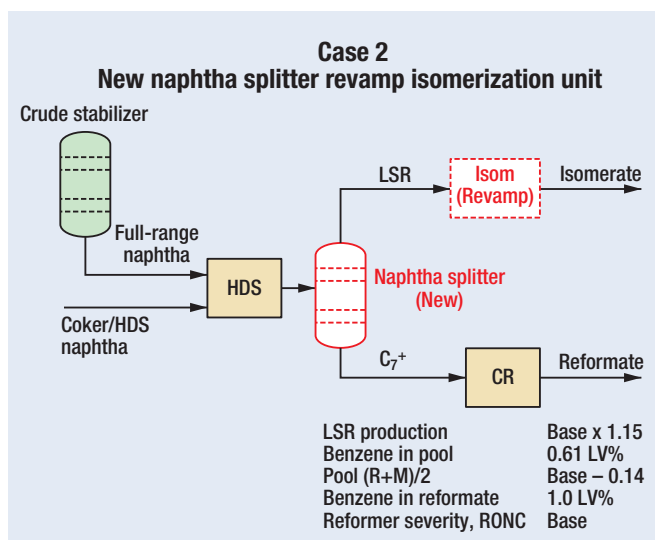 Case 2
New naphtha splitter revamp isomerization unit
Crude stabilizer
LSR
Isom
(Revamp)
Isomerate
Full-range
naphtha
HDS
Naphtha splitter
(New)
Coker/HDS
naphtha
C₇⁺
CR
Reformate
LSR production Base x 1.15
Benzene in pool 0.61 LV%
Pool (R+M)/2 Base – 0.14
Benzene in reformate 1.0 LV%
Reformer severity, RONC Base